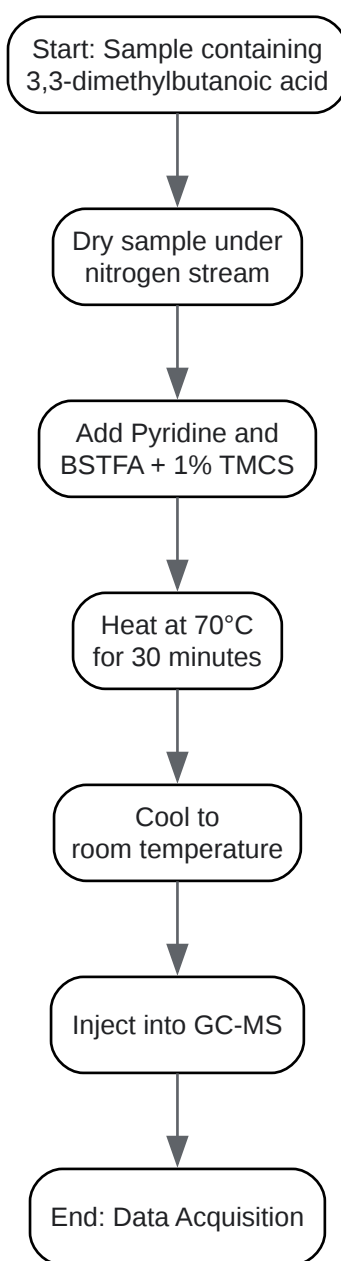 Start: Sample containing
3,3-dimethylbutanoic acid
Dry sample under
nitrogen stream
Add Pyridine and
BSTFA + 1% TMCS
Heat at 70°C
for 30 minutes
Cool to
room temperature
Inject into GC-MS
End: Data Acquisition